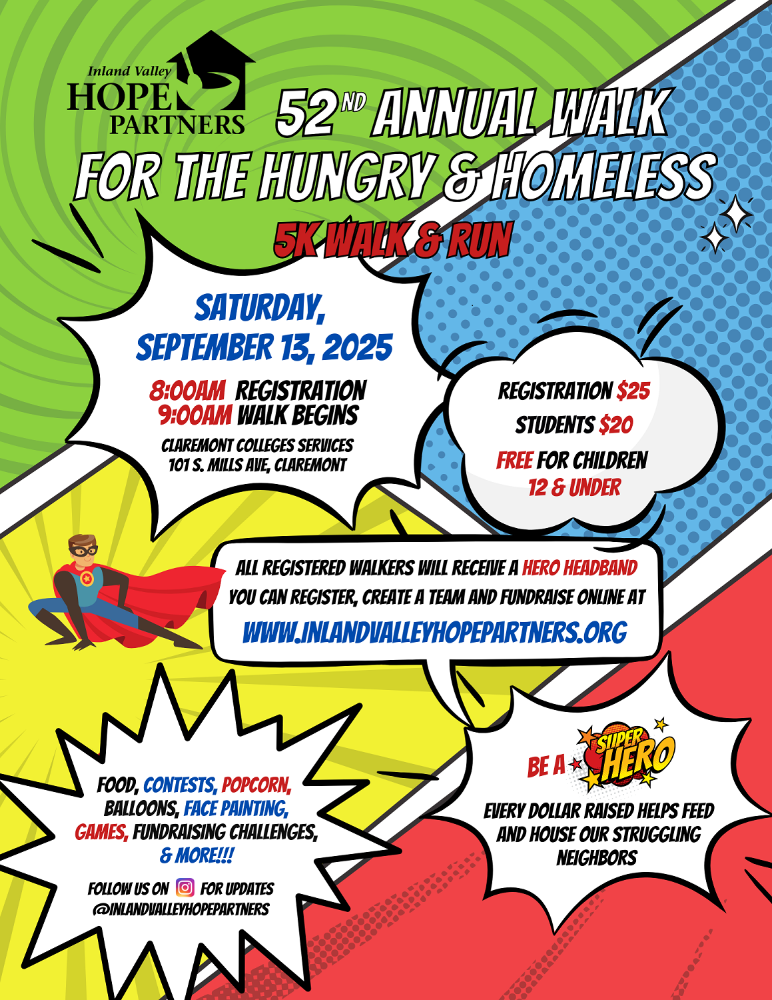 Inland Valley
HOPE
PARTNERS
52ND ANNUAL WALK
FOR THE HUNGRY & HOMELESS
5K WALK & RUN
SATURDAY,
SEPTEMBER 13, 2025
8:00AM REGISTRATION
9:00AM WALK BEGINS
CLAREMONT COLLEGES SERVICES
101 S. MILLS AVE, CLAREMONT
REGISTRATION $25
STUDENTS $20
FREE FOR CHILDREN
12 & UNDER
ALL REGISTERED WALKERS WILL RECEIVE A HERO HEADBAND
YOU CAN REGISTER, CREATE A TEAM AND FUNDRAISE ONLINE AT
WWW.INLANDVALLEYHOPEPARTNERS.ORG
FOOD, CONTESTS, POPCORN,
BALLOONS, FACE PAINTING,
GAMES, FUNDRAISING CHALLENGES,
& MORE!!!
FOLLOW US ON FOR UPDATES
@INLANDVALLEYHOPEPARTNERS
BE A SUPER
HERO
EVERY DOLLAR RAISED HELPS FEED
AND HOUSE OUR STRUGGLING
NEIGHBORS